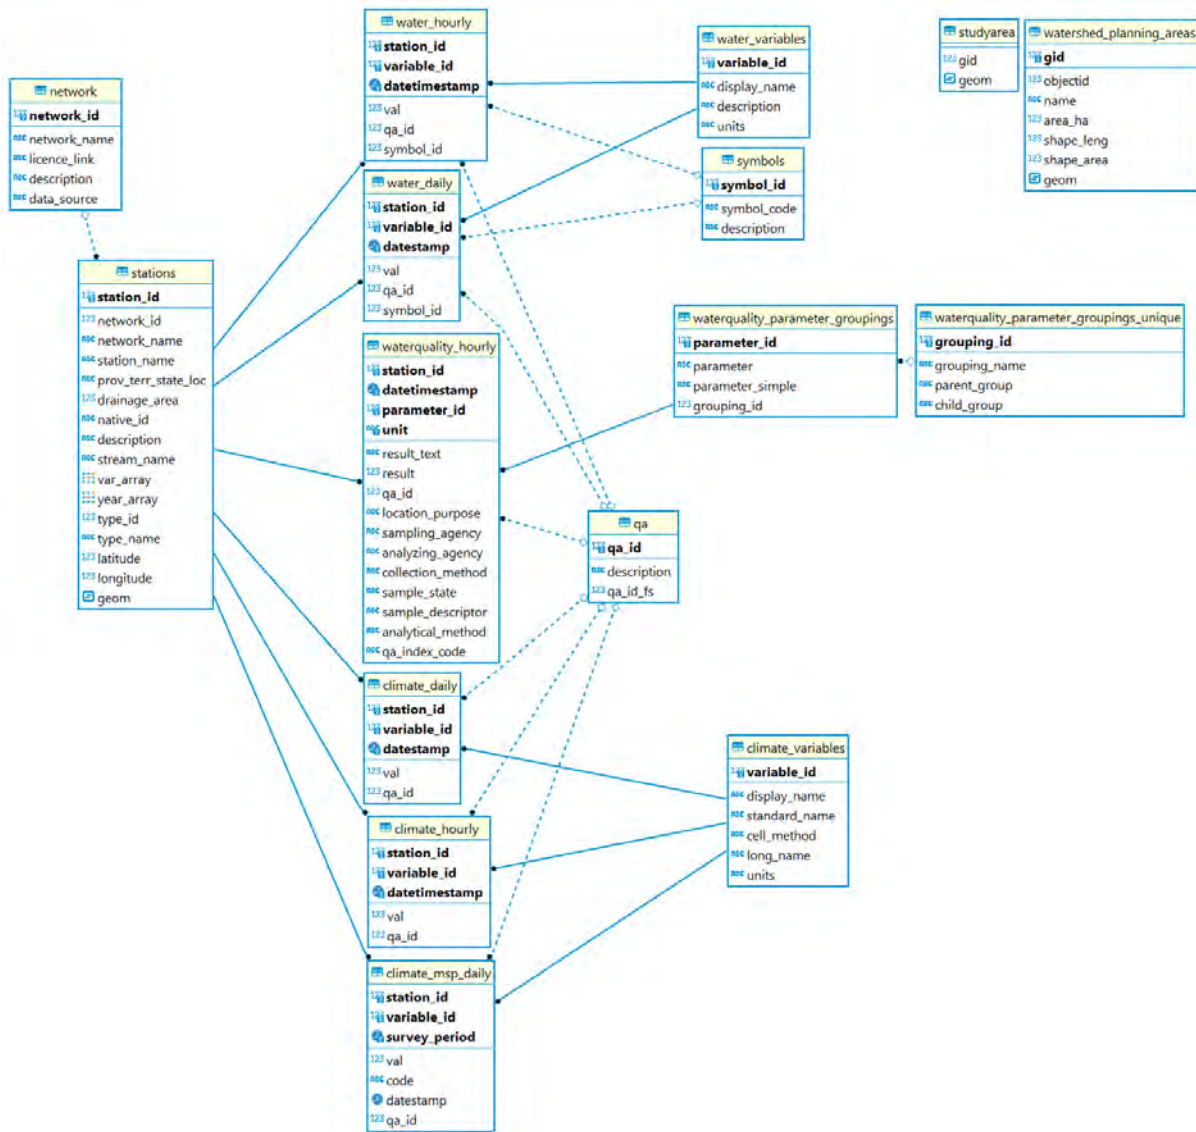 network
network_id
network_name
licence_link
description
data_source
stations
station_id
network_id
network_name
station_name
prov_terr_state_loc
drainage_area
native_id
description
stream_name
var_array
year_array
type_id
type_name
latitude
longitude
geom
water_hourly
station_id
variable_id
datetimestamp
val
qa_id
symbol_id
water_daily
station_id
variable_id
datestamp
val
qa_id
symbol_id
waterquality_hourly
station_id
datetimestamp
parameter_id
unit
result_text
result
qa_id
location_purpose
sampling_agency
analyzing_agency
collection_method
sample_state
sample_descriptor
analytical_method
qa_index_code
climate_daily
station_id
variable_id
datestamp
val
qa_id
climate_hourly
station_id
variable_id
datetimestamp
val
qa_id
climate_msp_daily
station_id
variable_id
survey_period
val
code
datestamp
qa_id
water_variables
variable_id
display_name
description
units
symbols
symbol_id
symbol_code
description
waterquality_parameter_groupings
parameter_id
parameter
parameter_simple
grouping_id
waterquality_parameter_groupings_unique
grouping_id
grouping_name
parent_group
child_group
qa
qa_id
description
qa_id_fs
climate_variables
variable_id
display_name
standard_name
cell_method
long_name
units
studyarea
gid
geom
watershed_planning_areas
gid
objectid
name
area_ha
shape_leng
shape_area
geom